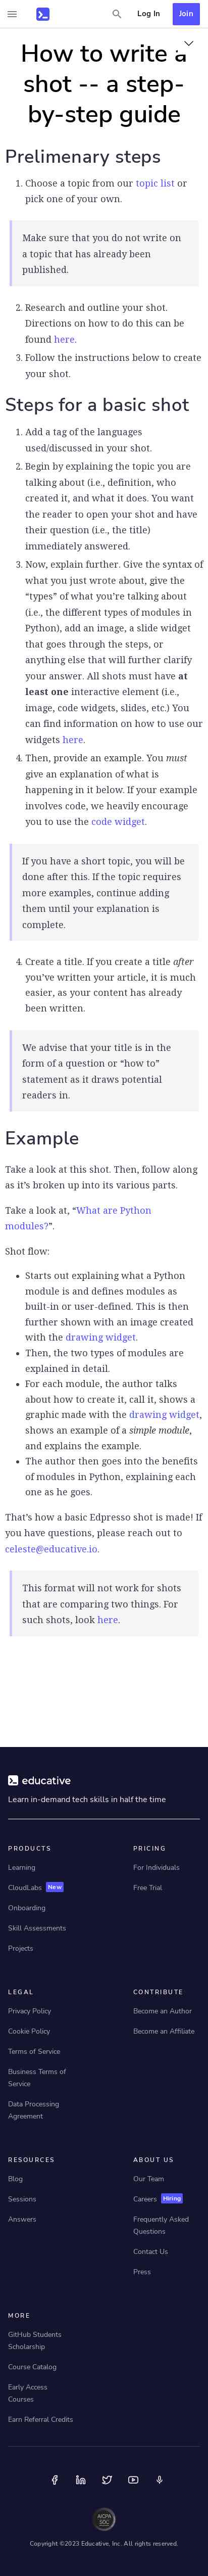 Log In
Join
How to write a
shot -- a step-
by-step guide
Prelimenary steps
1. Choose a topic from our topic list or
pick one of your own.
Make sure that you do not write on
a topic that has already been
published.
2. Research and outline your shot.
Directions on how to do this can be
found here.
3. Follow the instructions below to create
your shot.
Steps for a basic shot
1. Add a tag of the languages
used/discussed in your shot.
2. Begin by explaining the topic you are
talking about (i.e., definition, who
created it, and what it does. You want
the reader to open your shot and have
their question (i.e., the title)
immediately answered.
3. Now, explain further. Give the syntax of
what you just wrote about, give the
“types” of what you’re talking about
(i.e., the different types of modules in
Python), add an image, a slide widget
that goes through the steps, or
anything else that will further clarify
your answer. All shots must have at
least one interactive element (i.e.,
image, code widgets, slides, etc.) You
can find information on how to use our
widgets here.
4. Then, provide an example. You must
give an explanation of what is
happening in it below. If your example
involves code, we heavily encourage
you to use the code widget.
If you have a short topic, you will be
done after this. If the topic requires
more examples, continue adding
them until your explanation is
complete.
4. Create a title. If you create a title after
you’ve written your article, it is much
easier, as your content has already
been written.
We advise that your title is in the
form of a question or “how to”
statement as it draws potential
readers in.
Example
Take a look at this shot. Then, follow along
as it’s broken up into its various parts.
Take a look at, “What are Python
modules?”.
Shot flow:
• Starts out explaining what a Python
module is and defines modules as
built-in or user-defined. This is then
further shown with an image created
with the drawing widget.
• Then, the two types of modules are
explained in detail.
• For each module, the author talks
about how to create it, call it, shows a
graphic made with the drawing widget,
shows an example of a simple module,
and explains the example.
• The author then goes into the benefits
of modules in Python, explaining each
one as he goes.
That’s how a basic Edpresso shot is made! If
you have questions, please reach out to
celeste@educative.io.
This format will not work for shots
that are comparing two things. For
such shots, look here.
educative
Learn in-demand tech skills in half the time
PRODUCTS
Learning
CloudLabs New
Onboarding
Skill Assessments
Projects
PRICING
For Individuals
Free Trial
LEGAL
Privacy Policy
Cookie Policy
Terms of Service
Business Terms of
Service
Data Processing
Agreement
CONTRIBUTE
Become an Author
Become an Affiliate
RESOURCES
Blog
Sessions
Answers
ABOUT US
Our Team
Careers Hiring
Frequently Asked
Questions
Contact Us
Press
MORE
GitHub Students
Scholarship
Course Catalog
Early Access
Courses
Earn Referral Credits
AICPA
SOC
Copyright ©2023 Educative, Inc. All rights reserved.